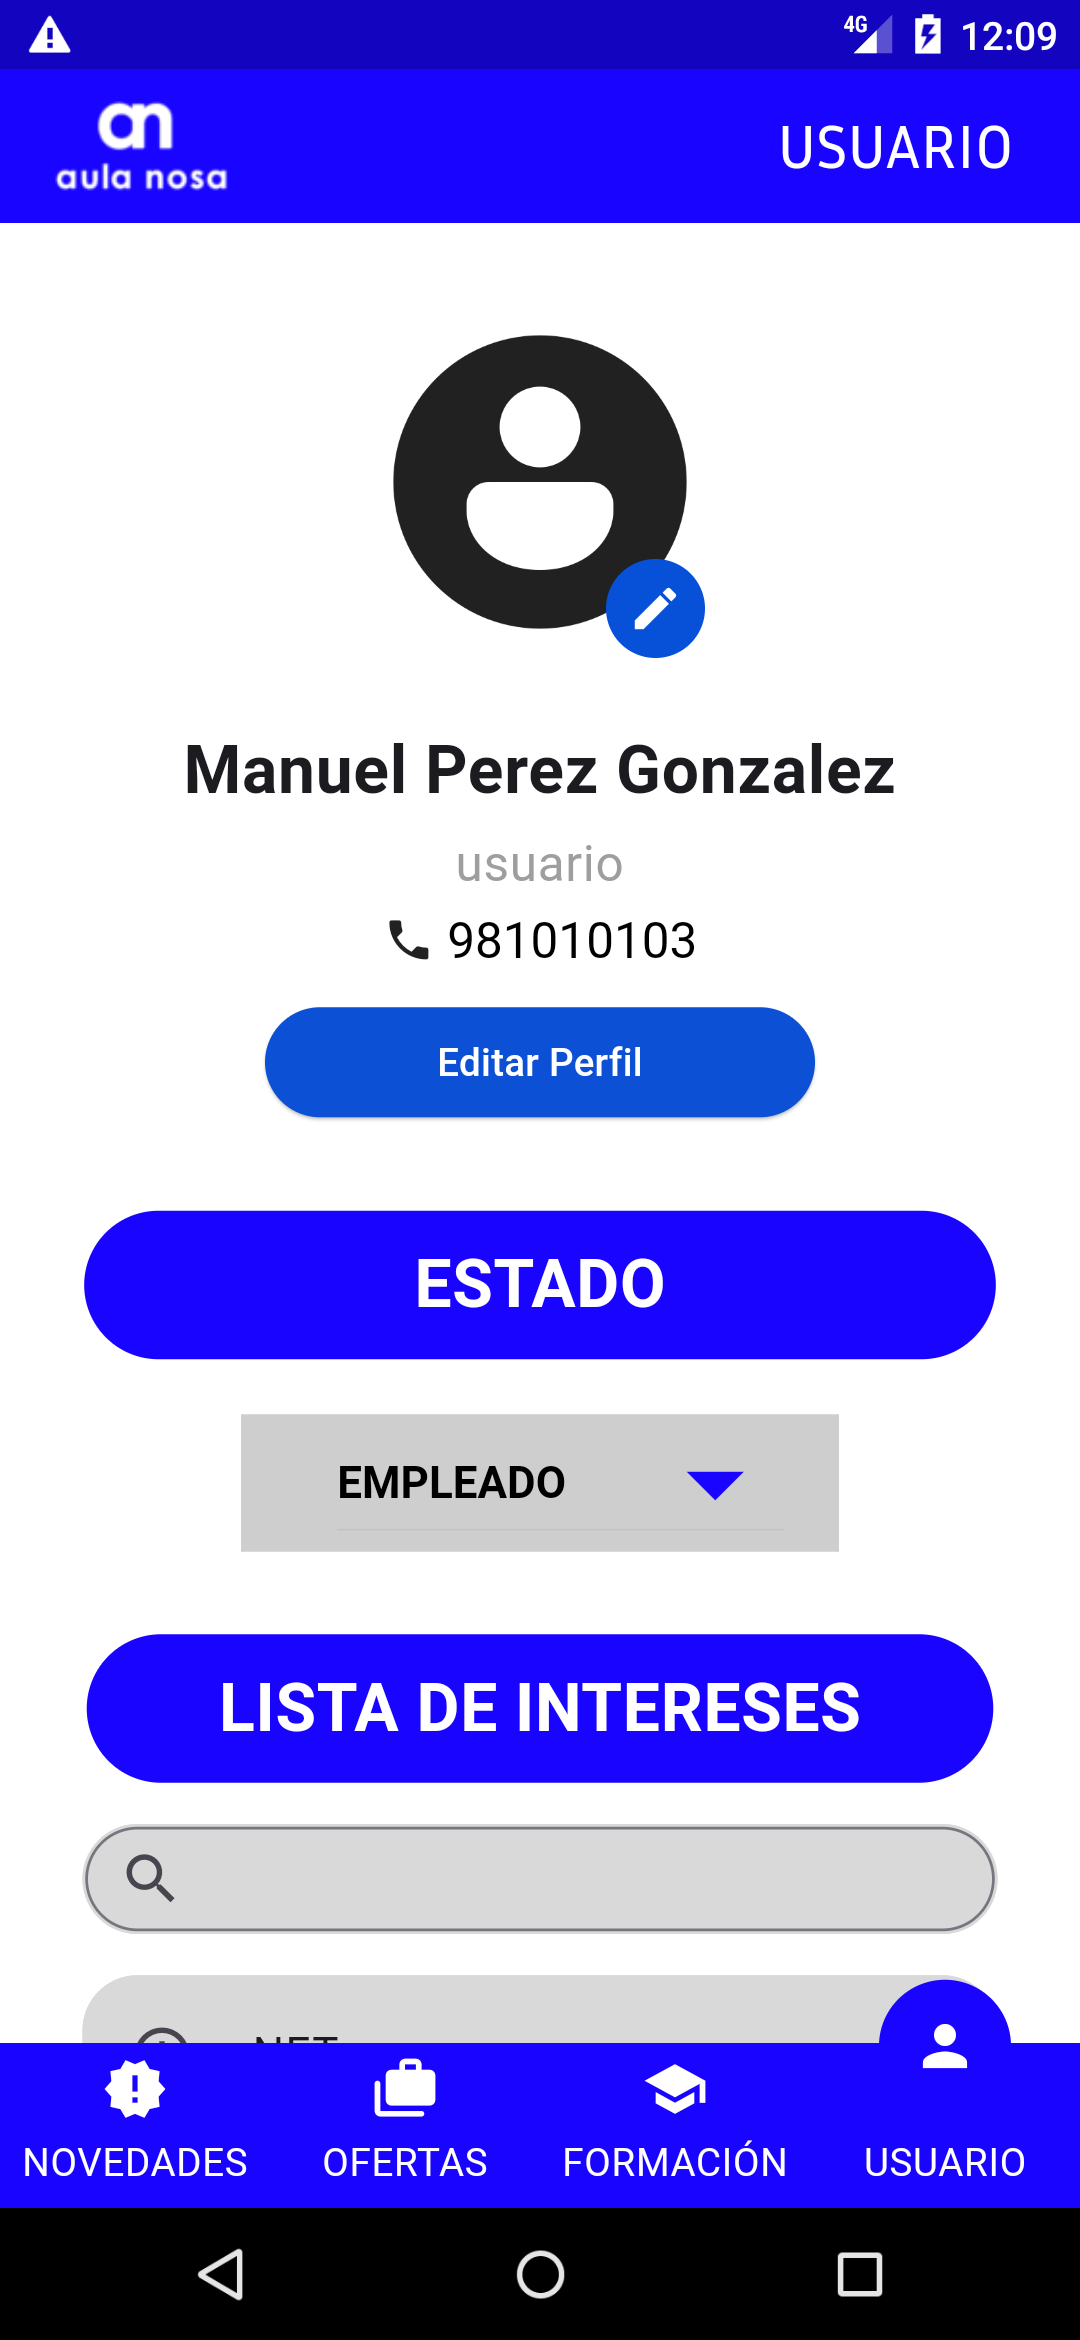 4G 12:09
an
aula nosa
USUARIO
Manuel Perez Gonzalez
usuario
981010103
Editar Perfil
ESTADO
EMPLEADO
LISTA DE INTERESES
NOVEDADES OFERTAS FORMACIÓN USUARIO